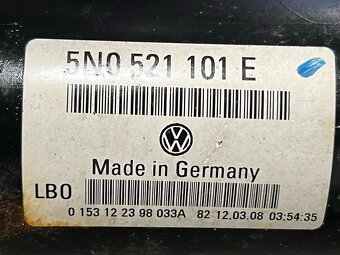 5N0 521 101 E
Made in Germany
LBO
0 153 12 23 98 033A 82 12.03.08 03:54:35